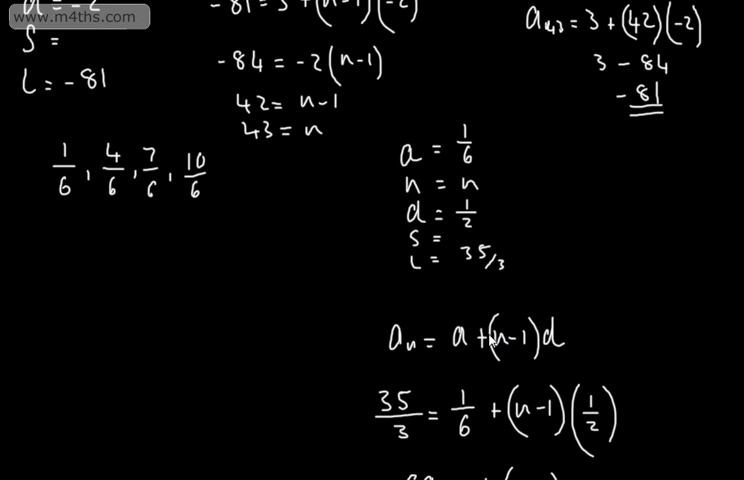 www.m4ths.com
a = -2
S =
L = -81
-81 = 3 + (n-1)(-2)
-84 = -2(n-1)
42 = n-1
43 = n
a₄₃ = 3 + (42)(-2)
3 - 84
-81
1/6, 4/6, 7/6, 10/6
a = 1/6
n = n
d = 1/2
S =
L = 35/3
aₙ = a + (n-1)d
35/3 = 1/6 + (n-1)(1/2)